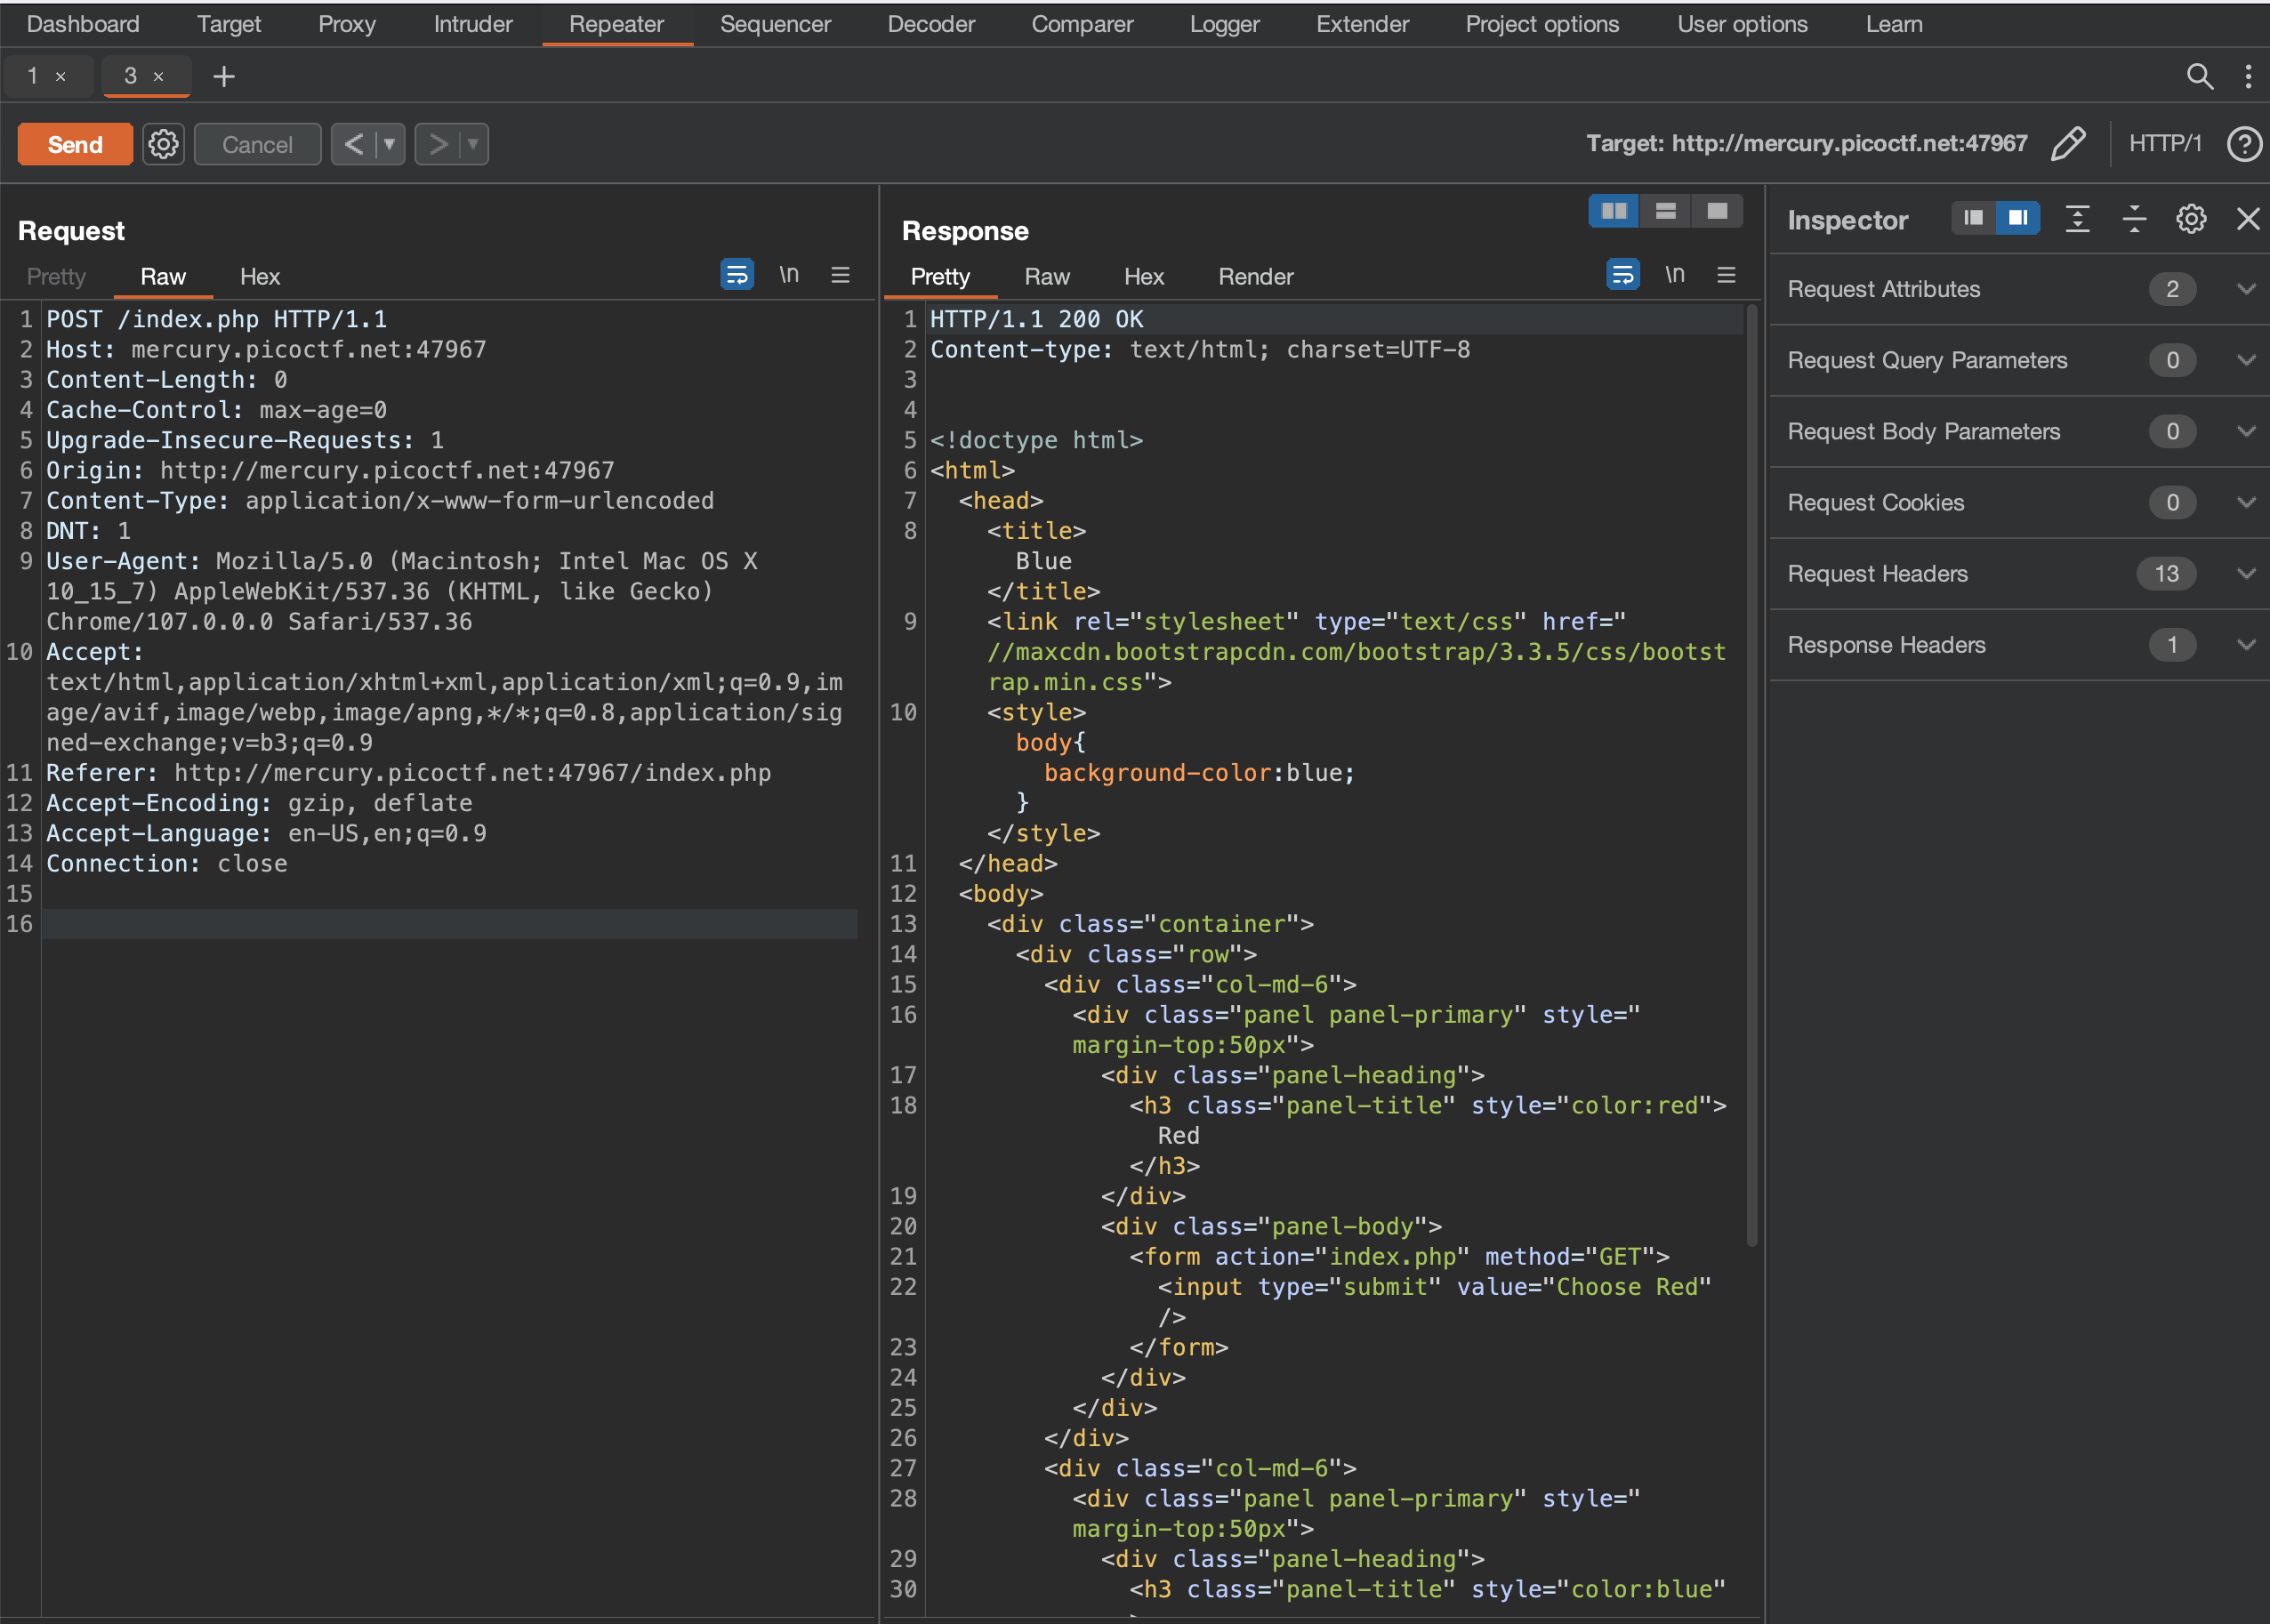 Dashboard Target Proxy Intruder Repeater Sequencer Decoder Comparer Logger Extender Project options User options Learn
1 × 3 × +
Send Cancel < > Target: http://mercury.picoctf.net:47967 HTTP/1 ?
Request
Pretty Raw Hex \n
1 POST /index.php HTTP/1.1
2 Host: mercury.picoctf.net:47967
3 Content-Length: 0
4 Cache-Control: max-age=0
5 Upgrade-Insecure-Requests: 1
6 Origin: http://mercury.picoctf.net:47967
7 Content-Type: application/x-www-form-urlencoded
8 DNT: 1
9 User-Agent: Mozilla/5.0 (Macintosh; Intel Mac OS X
10_15_7) AppleWebKit/537.36 (KHTML, like Gecko)
Chrome/107.0.0.0 Safari/537.36
10 Accept:
text/html,application/xhtml+xml,application/xml;q=0.9,im
age/avif,image/webp,image/apng,*/*;q=0.8,application/sig
ned-exchange;v=b3;q=0.9
11 Referer: http://mercury.picoctf.net:47967/index.php
12 Accept-Encoding: gzip, deflate
13 Accept-Language: en-US,en;q=0.9
14 Connection: close
15
16
Response
Pretty Raw Hex Render \n
1 HTTP/1.1 200 OK
2 Content-type: text/html; charset=UTF-8
3
4
5 <!doctype html>
6 <html>
7 <head>
8 <title>
Blue
</title>
9 <link rel="stylesheet" type="text/css" href="
//maxcdn.bootstrapcdn.com/bootstrap/3.3.5/css/bootst
rap.min.css">
10 <style>
body{
background-color:blue;
}
</style>
11 </head>
12 <body>
13 <div class="container">
14 <div class="row">
15 <div class="col-md-6">
16 <div class="panel panel-primary" style="
margin-top:50px">
17 <div class="panel-heading">
18 <h3 class="panel-title" style="color:red">
Red
</h3>
19 </div>
20 <div class="panel-body">
21 <form action="index.php" method="GET">
22 <input type="submit" value="Choose Red"
/>
23 </form>
24 </div>
25 </div>
26 </div>
27 <div class="col-md-6">
28 <div class="panel panel-primary" style="
margin-top:50px">
29 <div class="panel-heading">
30 <h3 class="panel-title" style="color:blue"
Inspector
Request Attributes 2
Request Query Parameters 0
Request Body Parameters 0
Request Cookies 0
Request Headers 13
Response Headers 1